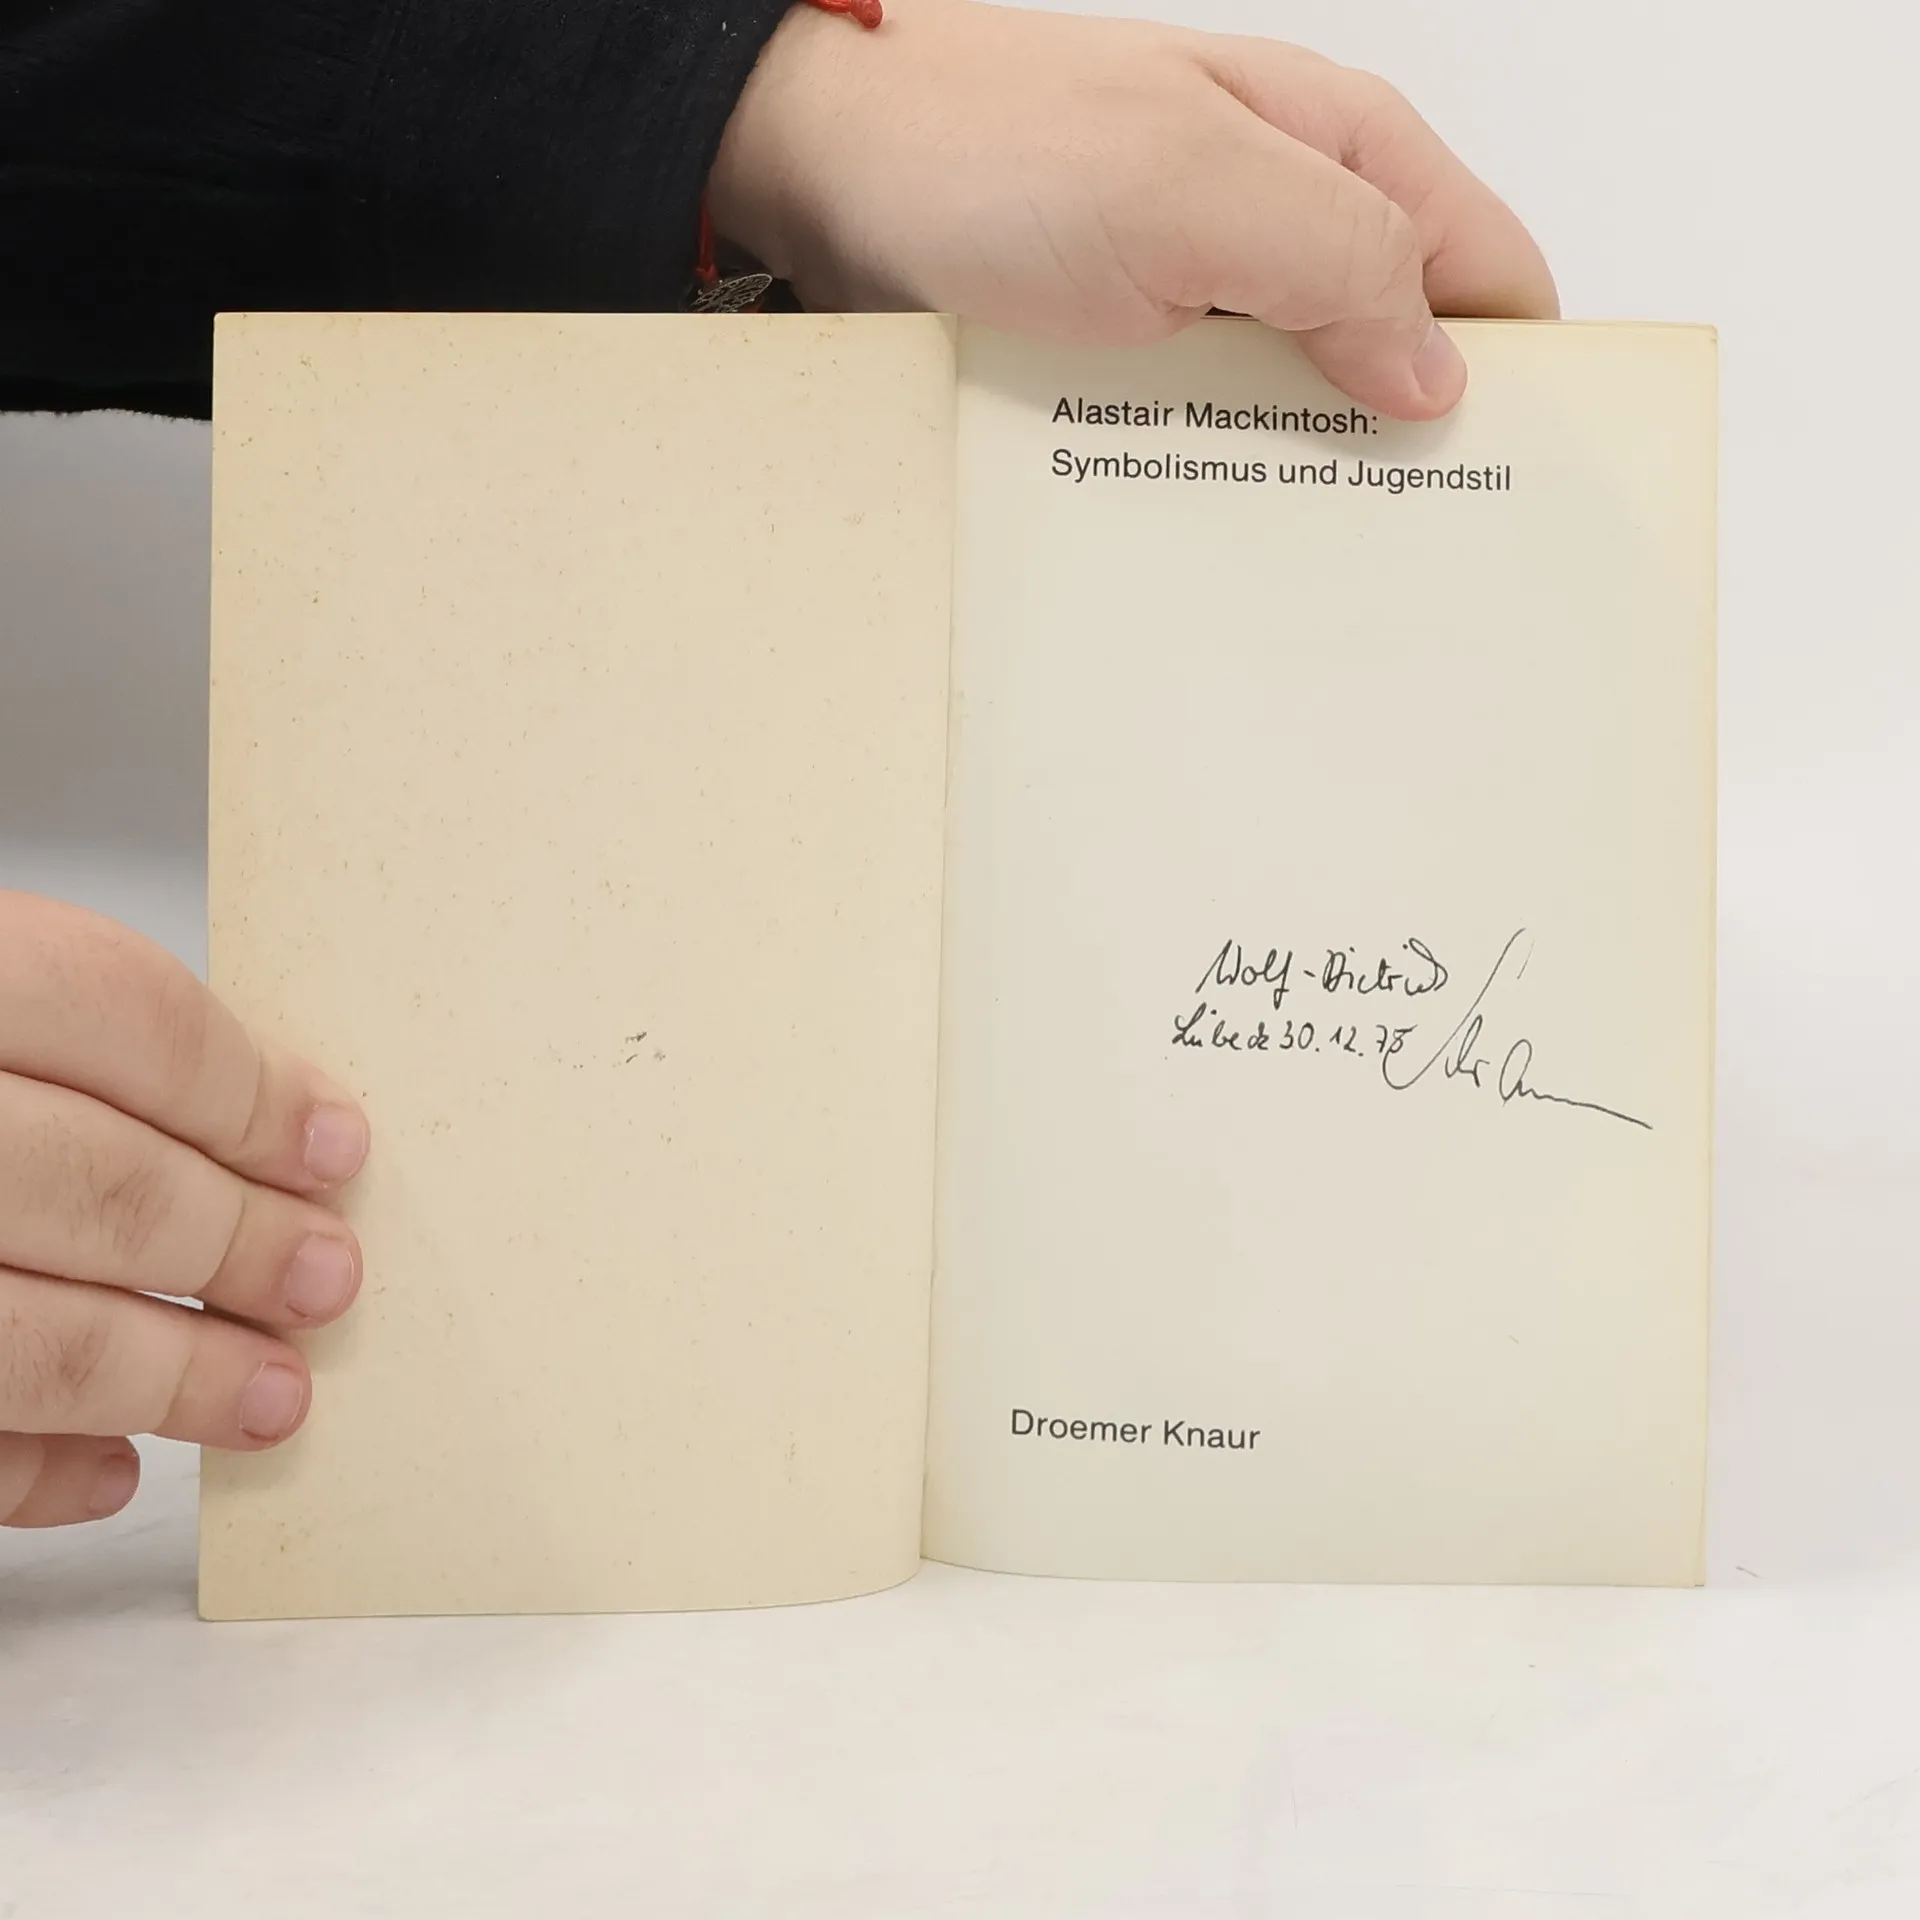 Alastair Mackintosh:
Symbolismus und Jugendstil
Wolf-Dietrich
Lübeck 30.12.78
Droemer Knaur